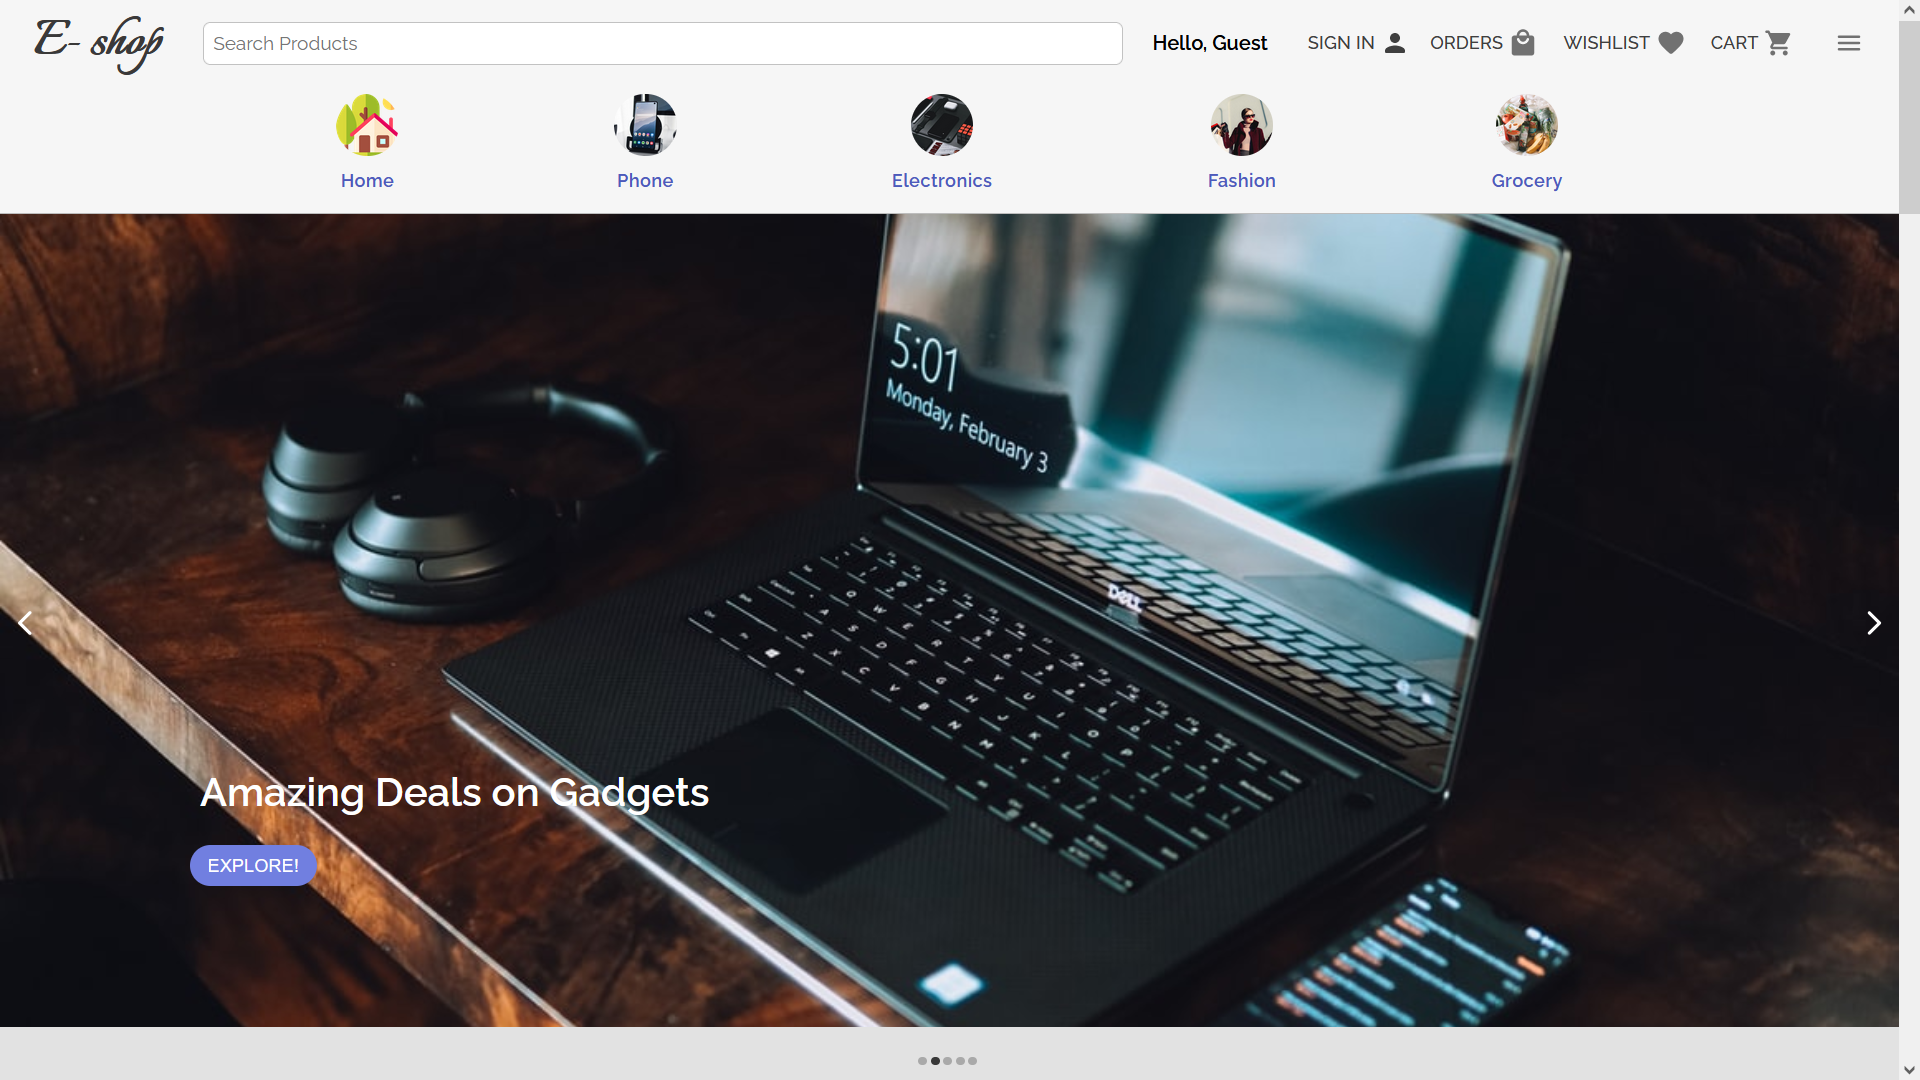 E- shop
Search Products
Hello, Guest
SIGN IN
ORDERS
WISHLIST
CART
Home
Phone
Electronics
Fashion
Grocery
5:01
Monday, February 3
DELL
Amazing Deals on Gadgets
EXPLORE!